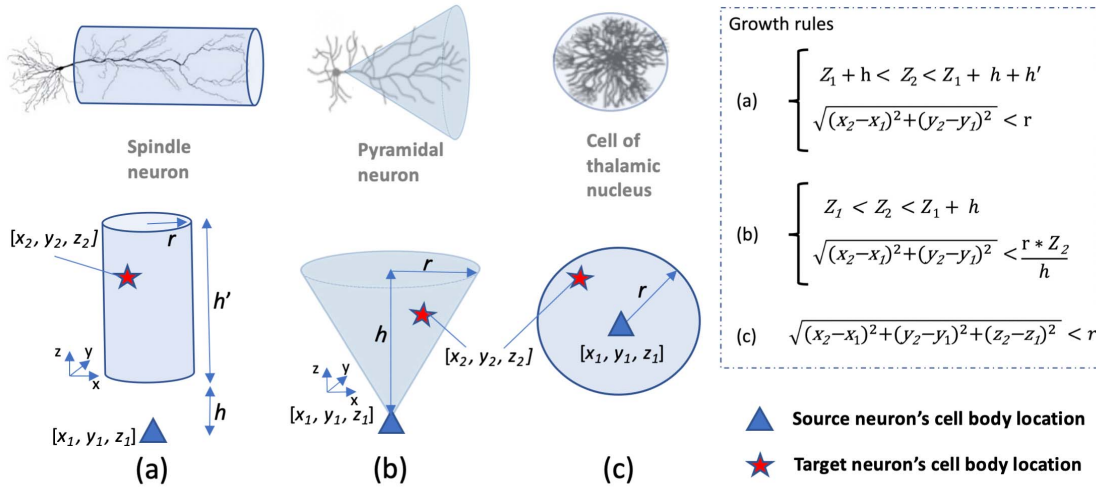 Spindle
neuron
Pyramidal
neuron
Cell of
thalamic
nucleus
[x₂, y₂, z₂]
r
h'
z
y
x
h
[x₁, y₁, z₁]
(a)
r
h
[x₂, y₂, z₂]
z
y
x
[x₁, y₁, z₁]
(b)
r
[x₁, y₁, z₁]
(c)
Growth rules
(a)
Z₁ + h < Z₂ < Z₁ + h + h'
√(x₂−x₁)²+(y₂−y₁)² < r
(b)
Z₁ < Z₂ < Z₁ + h
√(x₂−x₁)²+(y₂−y₁)² < r * Z₂ / h
(c) √(x₂−x₁)²+(y₂−y₁)²+(z₂−z₁)² < r
Source neuron's cell body location
Target neuron's cell body location